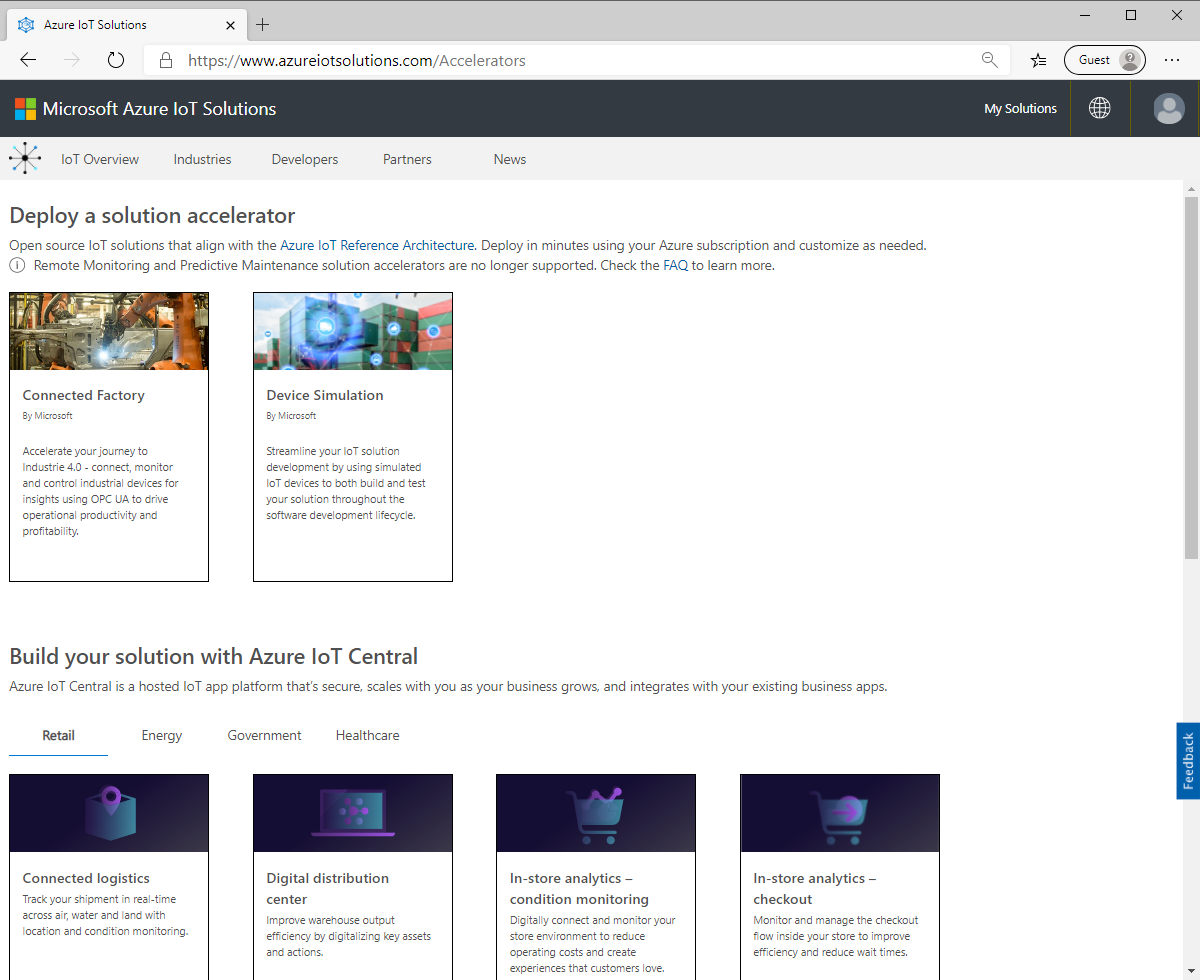 Azure IoT Solutions
https://www.azureiotsolutions.com/Accelerators
Guest
Microsoft Azure IoT Solutions
My Solutions
IoT Overview
Industries
Developers
Partners
News
Deploy a solution accelerator
Open source IoT solutions that align with the Azure IoT Reference Architecture. Deploy in minutes using your Azure subscription and customize as needed.
Remote Monitoring and Predictive Maintenance solution accelerators are no longer supported. Check the FAQ to learn more.
Connected Factory
By Microsoft
Accelerate your journey to
Industrie 4.0 - connect, monitor
and control industrial devices for
insights using OPC UA to drive
operational productivity and
profitability.
Device Simulation
By Microsoft
Streamline your IoT solution
development by using simulated
IoT devices to both build and test
your solution throughout the
software development lifecycle.
Build your solution with Azure IoT Central
Azure IoT Central is a hosted IoT app platform that's secure, scales with you as your business grows, and integrates with your existing business apps.
Retail
Energy
Government
Healthcare
Feedback
Connected logistics
Track your shipment in real-time
across air, water and land with
location and condition monitoring.
Digital distribution
center
Improve warehouse output
efficiency by digitalizing key assets
and actions.
In-store analytics –
condition monitoring
Digitally connect and monitor your
store environment to reduce
operating costs and create
experiences that customers love.
In-store analytics –
checkout
Monitor and manage the checkout
flow inside your store to improve
efficiency and reduce wait times.